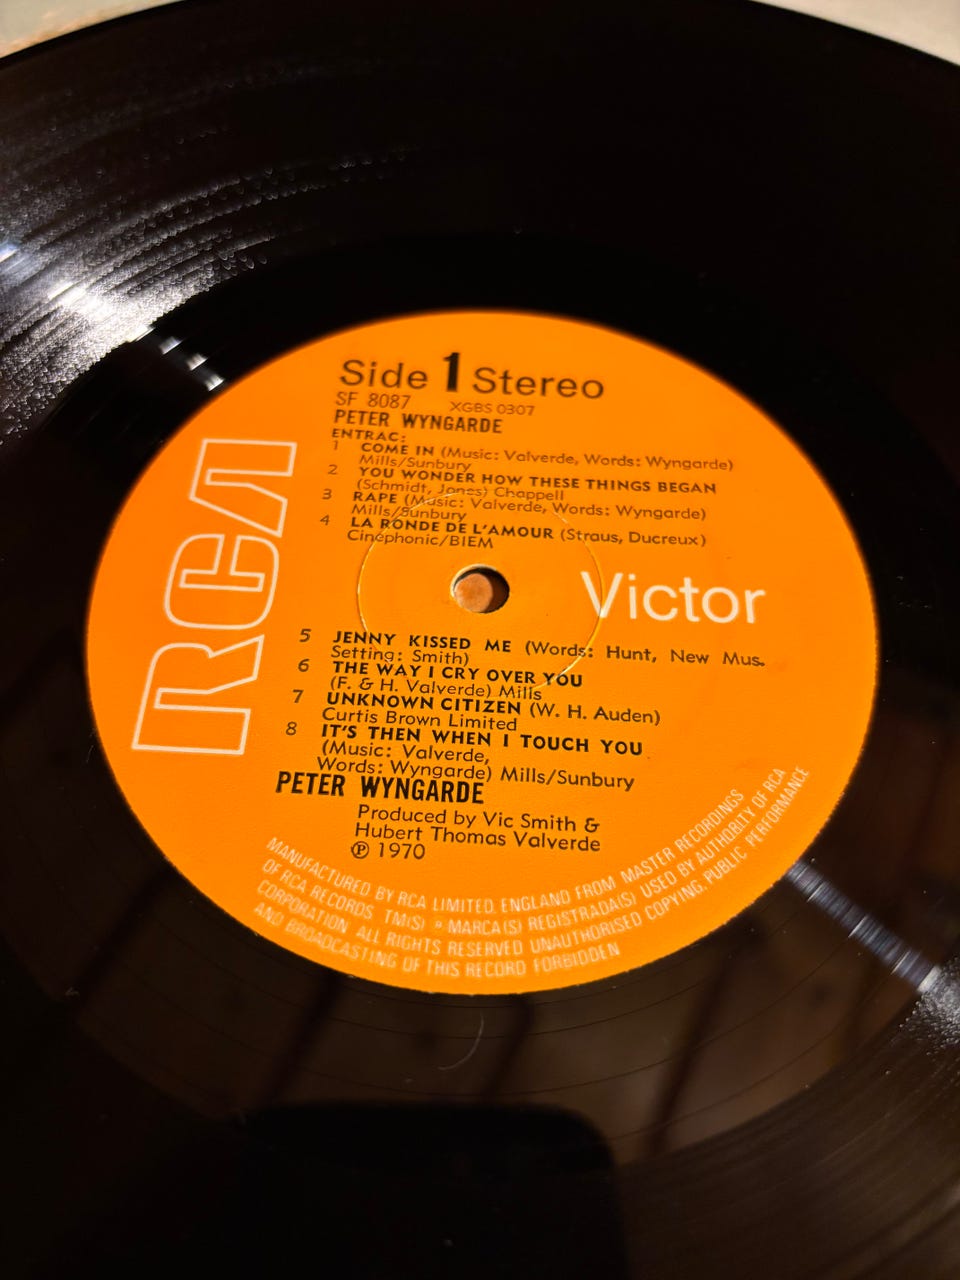 Side 1 Stereo
SF 8087 XGBS 0307
PETER WYNGARDE
ENTRAC:
1 COME IN (Music: Valverde, Words: Wyngarde)
Mills/Sunbury
2 YOU WONDER HOW THESE THINGS BEGAN
(Schmidt, Jones) Chappell
3 RAPE (Music: Valverde, Words: Wyngarde)
Mills/Sunbury
4 LA RONDE DE L'AMOUR (Straus, Ducreux)
Cinephonic/BIEM
RCA
Victor
5 JENNY KISSED ME (Words: Hunt, New Mus.
Setting: Smith)
6 THE WAY I CRY OVER YOU
(F. & H. Valverde) Mills
7 UNKNOWN CITIZEN (W. H. Auden)
Curtis Brown Limited
8 IT'S THEN WHEN I TOUCH YOU
(Music: Valverde,
Words: Wyngarde) Mills/Sunbury
PETER WYNGARDE
Produced by Vic Smith &
Hubert Thomas Valverde
℗ 1970
MANUFACTURED BY RCA LIMITED, ENGLAND FROM MASTER RECORDINGS
OF RCA RECORDS TM(S) ® MARCA(S) REGISTRADA(S) USED BY AUTHORITY OF RCA
CORPORATION ALL RIGHTS RESERVED UNAUTHORISED COPYING, PUBLIC PERFORMANCE
AND BROADCASTING OF THIS RECORD FORBIDDEN